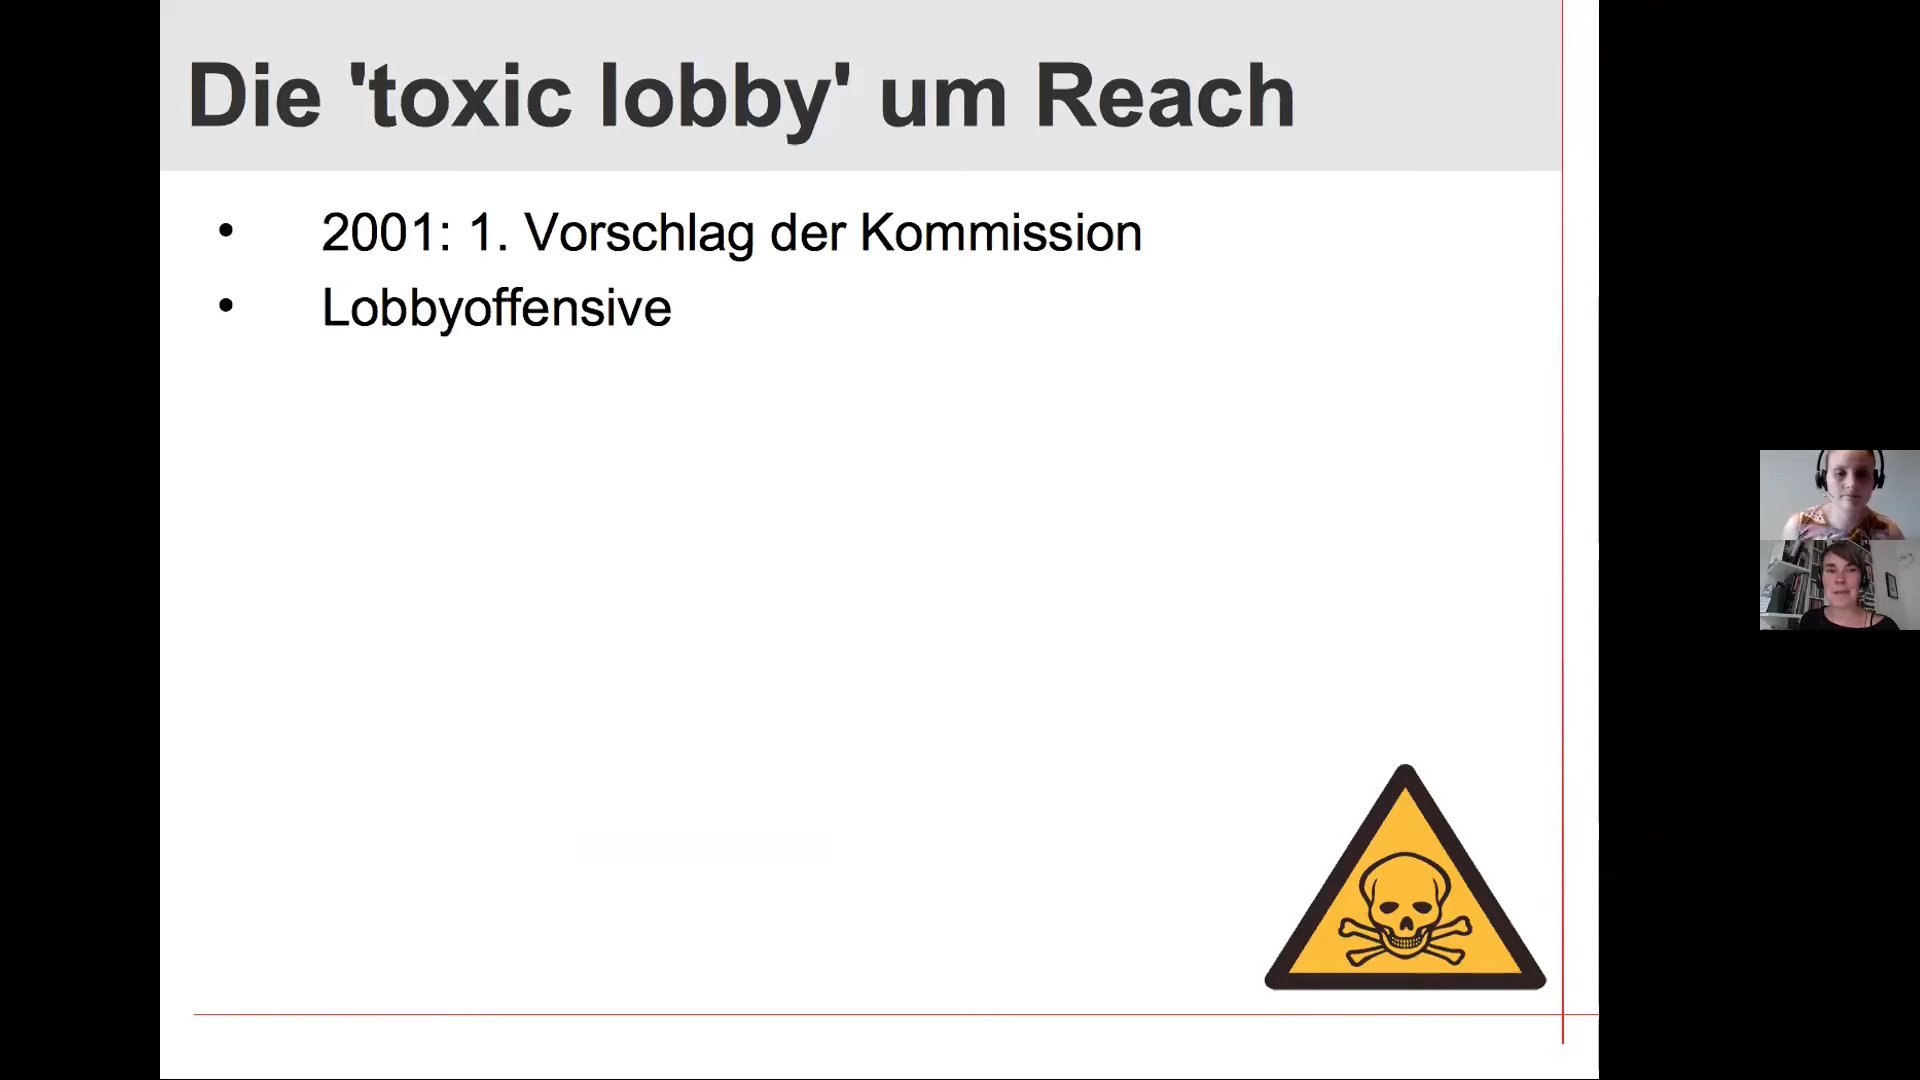 Die 'toxic lobby' um Reach
• 2001: 1. Vorschlag der Kommission
• Lobbyoffensive